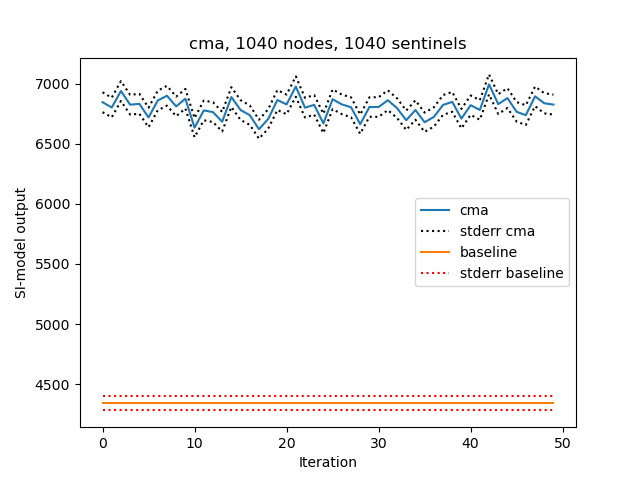 cma, 1040 nodes, 1040 sentinels
7000
6500
6000
5500
5000
4500
SI-model output
cma
stderr cma
baseline
stderr baseline
0
10
20
30
40
50
Iteration